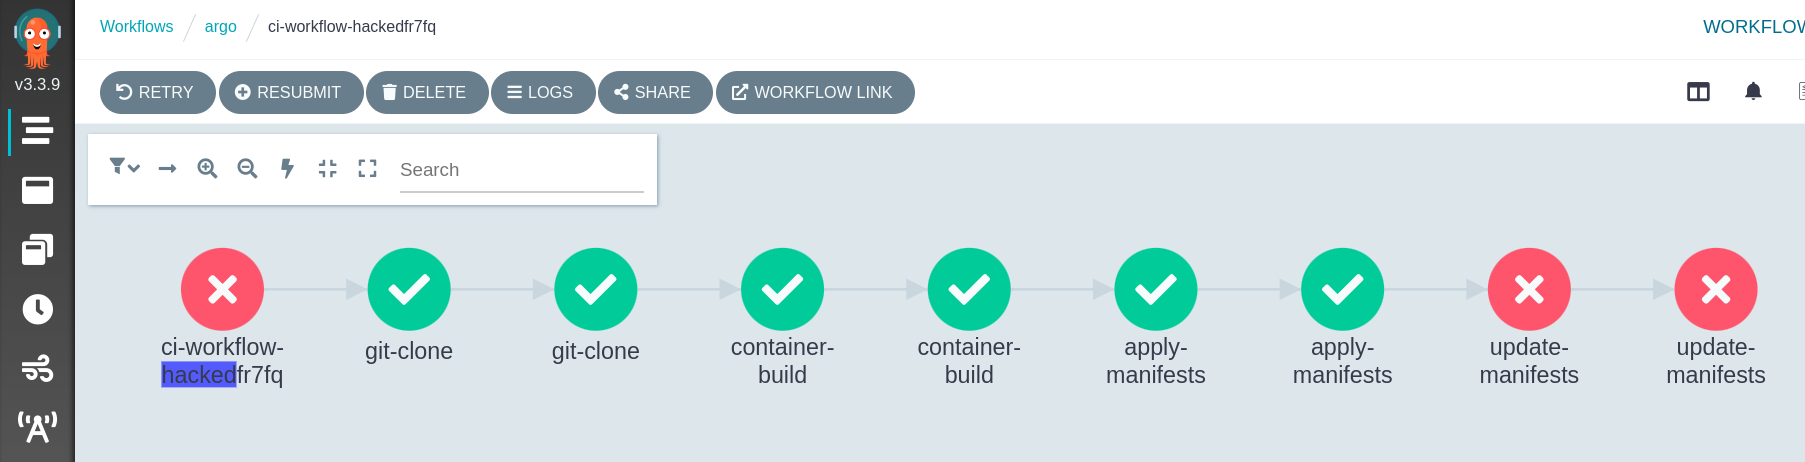 Workflows / argo / ci-workflow-hackedfr7fq
WORKFLOW
v3.3.9
RETRY RESUBMIT DELETE LOGS SHARE WORKFLOW LINK
Search
ci-workflow-
hackedfr7fq
git-clone
git-clone
container-
build
container-
build
apply-
manifests
apply-
manifests
update-
manifests
update-
manifests